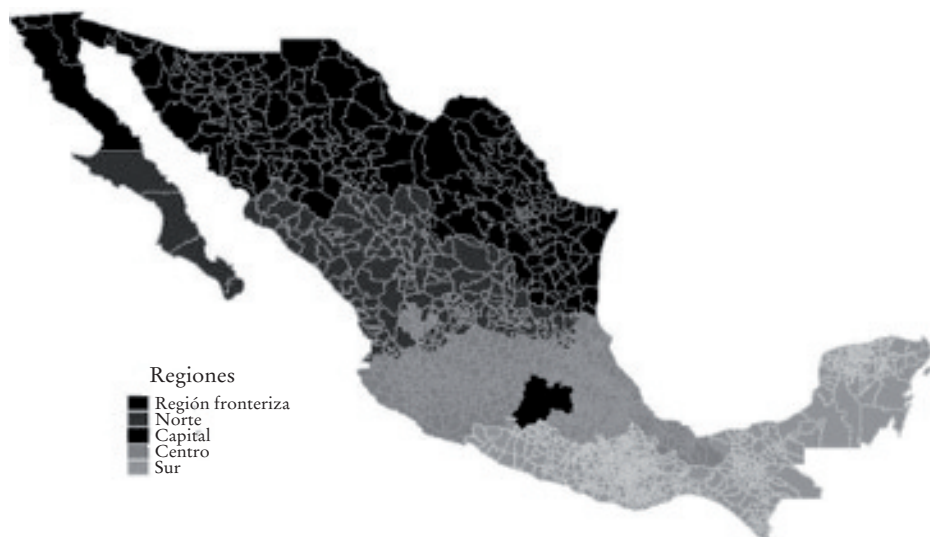 Regiones
Región fronteriza
Norte
Capital
Centro
Sur